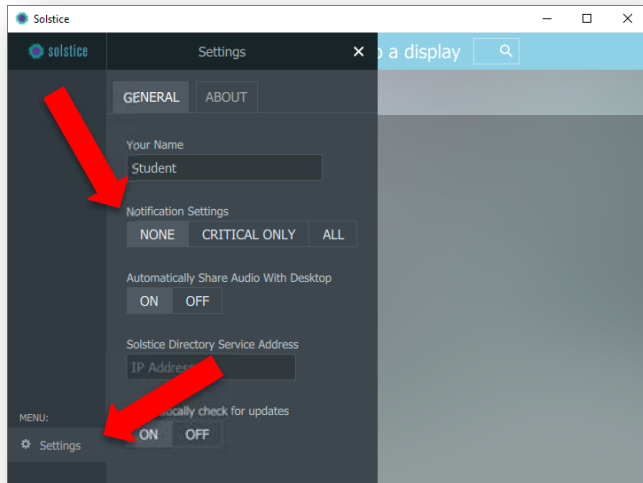 Solstice
solstice
Settings
a display
GENERAL ABOUT
Your Name
Student
Notification Settings
NONE CRITICAL ONLY ALL
Automatically Share Audio With Desktop
ON OFF
Solstice Directory Service Address
IP Address
check for updates
ON OFF
MENU:
Settings